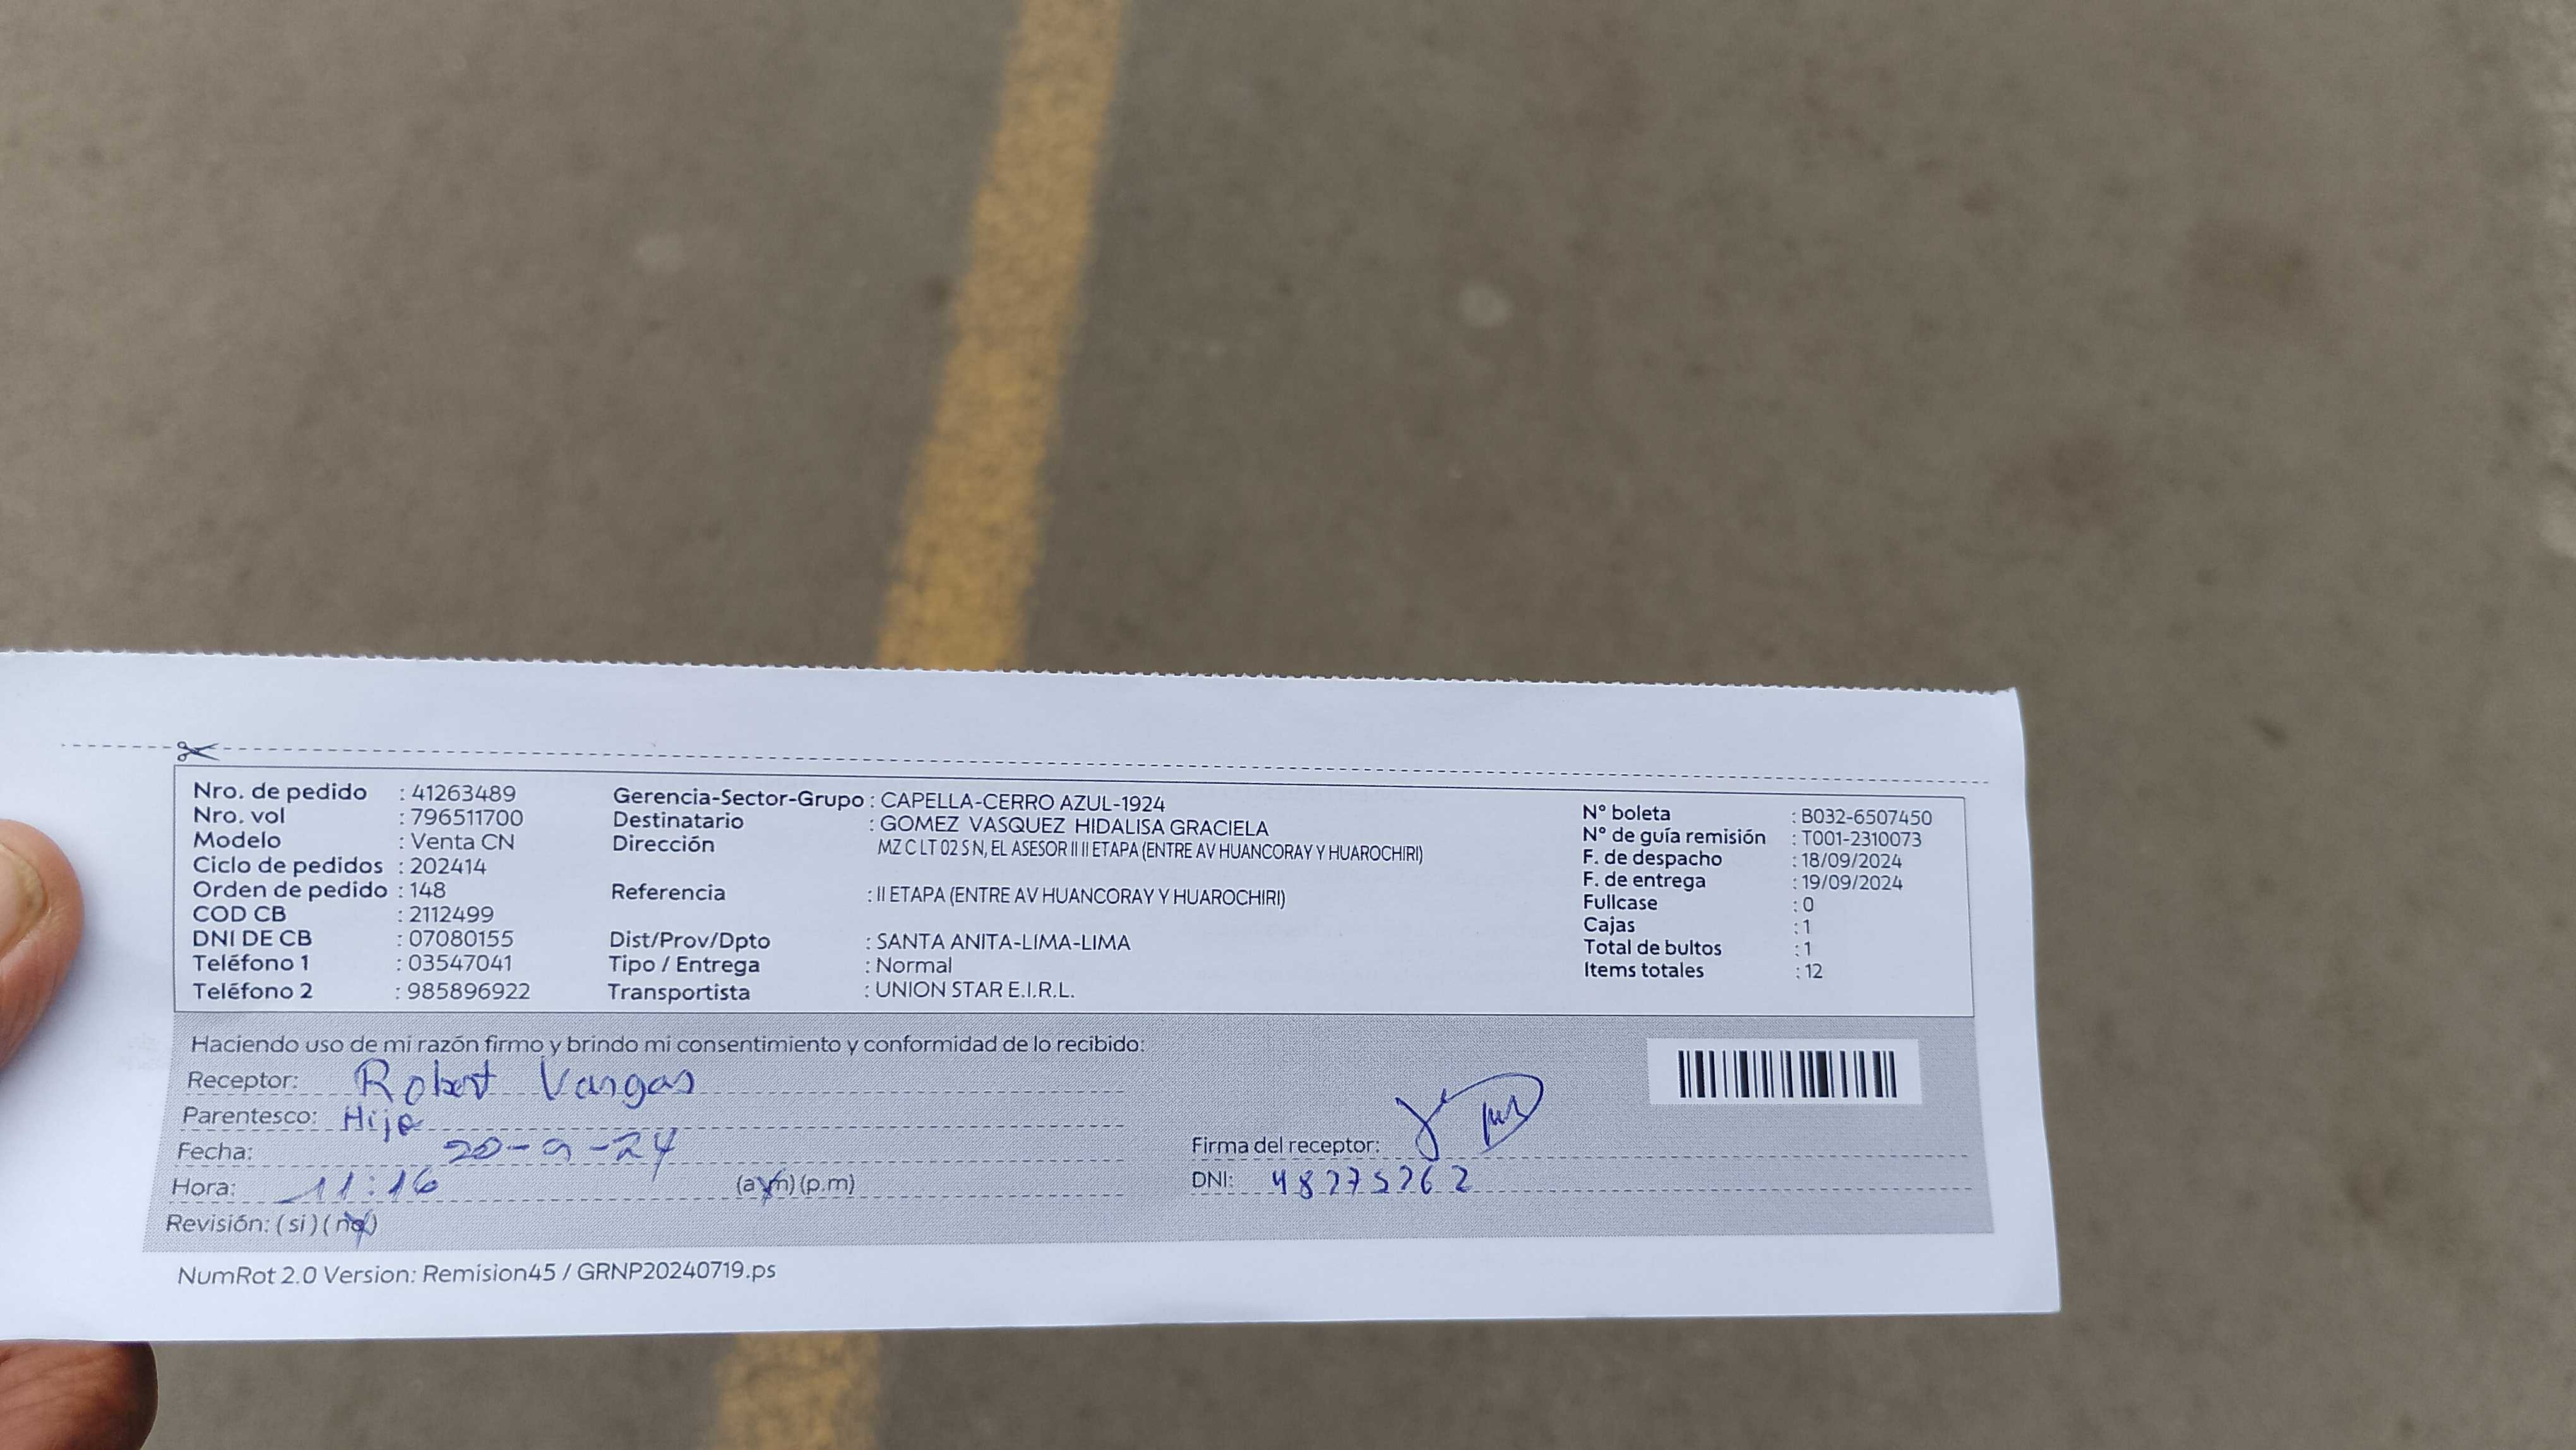 Nro. de pedido : 41263489
Nro. vol : 796511700
Modelo : Venta CN
Ciclo de pedidos : 202414
Orden de pedido : 148
COD CB : 2112499
DNI DE CB : 07080155
Teléfono 1 : 03547041
Teléfono 2 : 985896922
Gerencia-Sector-Grupo : CAPELLA-CERRO AZUL-1924
Destinatario : GOMEZ VASQUEZ HIDALISA GRACIELA
Dirección MZ C LT 02 S N, EL ASESOR II II ETAPA (ENTRE AV HUANCORAY Y HUAROCHIRI)
Referencia : II ETAPA (ENTRE AV HUANCORAY Y HUAROCHIRI)
Dist/Prov/Dpto : SANTA ANITA-LIMA-LIMA
Tipo / Entrega : Normal
Transportista : UNION STAR E.I.R.L.
N° boleta : B032-6507450
N° de guía remisión : T001-2310073
F. de despacho : 18/09/2024
F. de entrega : 19/09/2024
Fullcase : 0
Cajas : 1
Total de bultos : 1
Items totales : 12
Haciendo uso de mi razón firmo y brindo mi consentimiento y conformidad de lo recibido:
Receptor: Robert Vargas
Parentesco: Hijo
Fecha: 20-9-24
Hora: 11:16 (a.m) (p.m)
Revisión: (si) (no)
Firma del receptor:
DNI:
NumRot 2.0 Version: Remision45 / GRNP20240719.ps